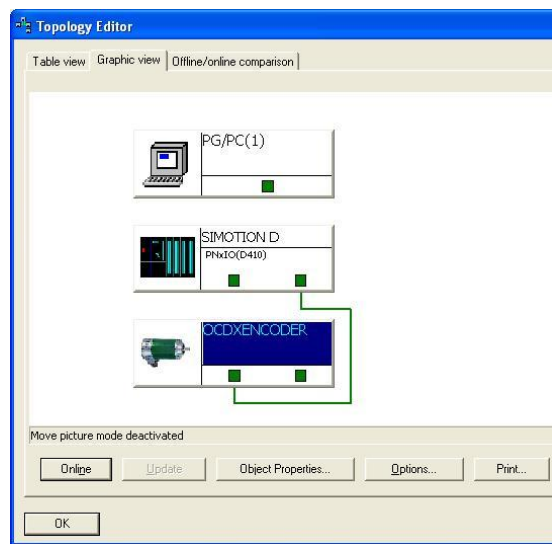 Topology Editor
Table view Graphic view Offline/online comparison
PG/PC(1)
SIMOTION D
PNxIO(D410)
OCDXENCODER
Move picture mode deactivated
Online Update Object Properties... Options... Print...
OK